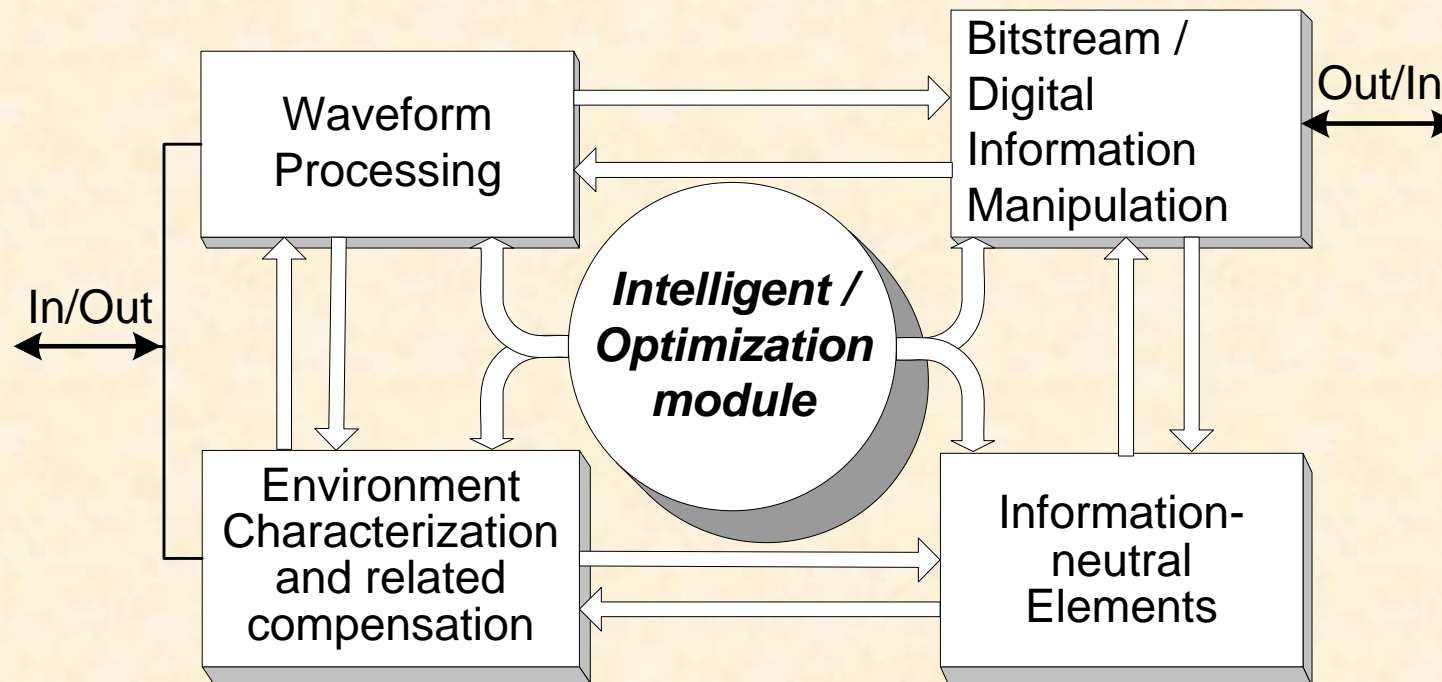 Waveform
Processing
Bitstream /
Digital
Information
Manipulation
Out/In
In/Out
Intelligent /
Optimization
module
Environment
Characterization
and related
compensation
Information-
neutral
Elements